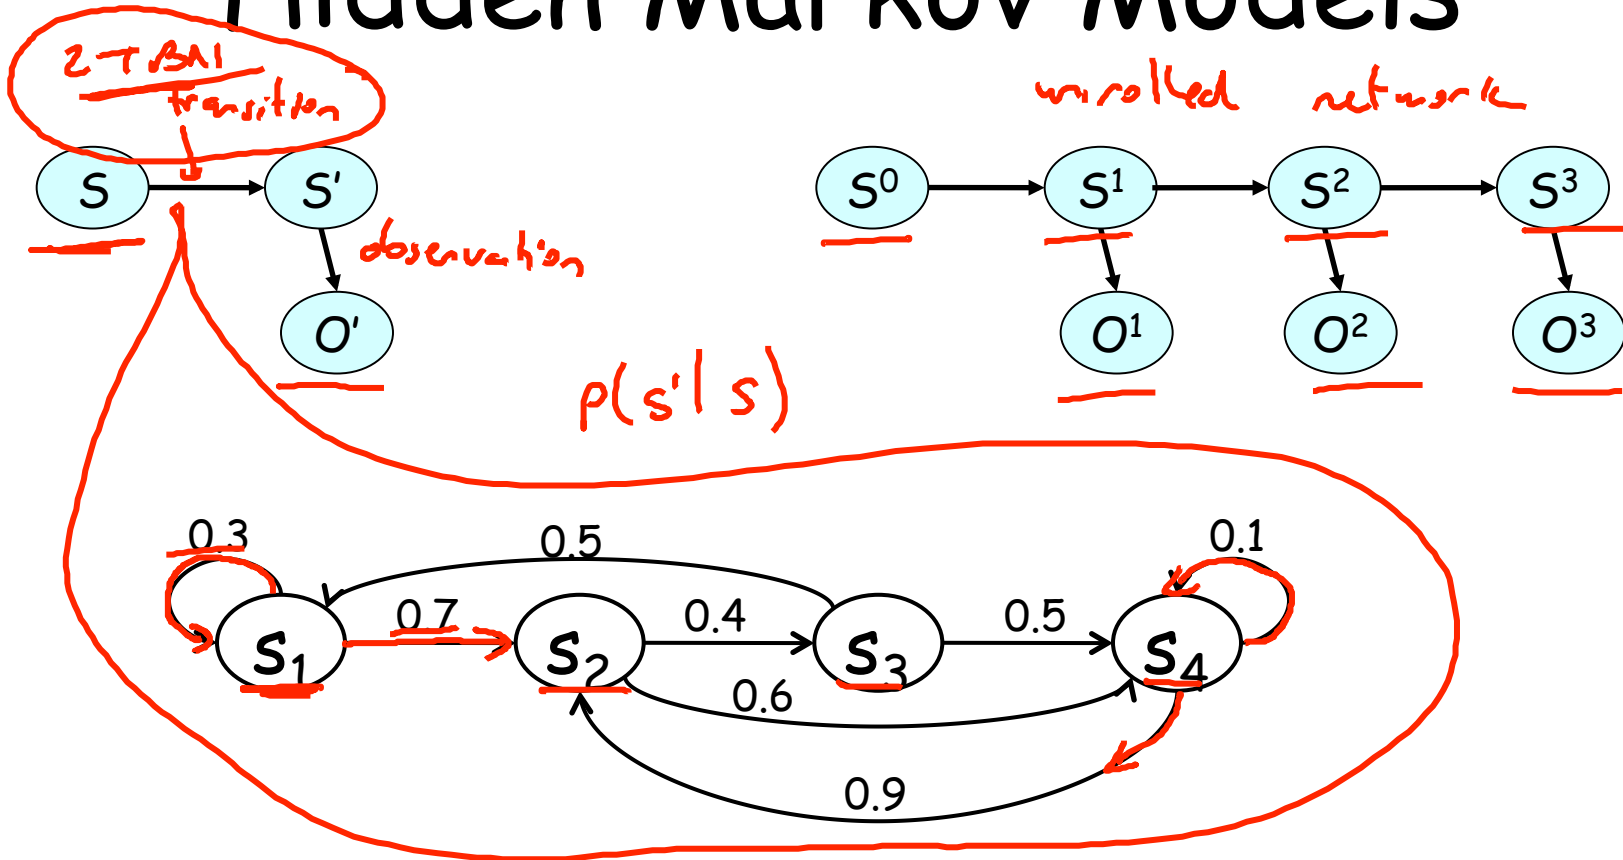 Hidden Markov Models
2-TBN
transition
unrolled network
S S' S⁰ S¹ S² S³
observation
O' O¹ O² O³
p(s'|s)
0.3 0.5 0.1
0.7 0.4 0.5
s₁ s₂ s₃ s₄
0.6
0.9